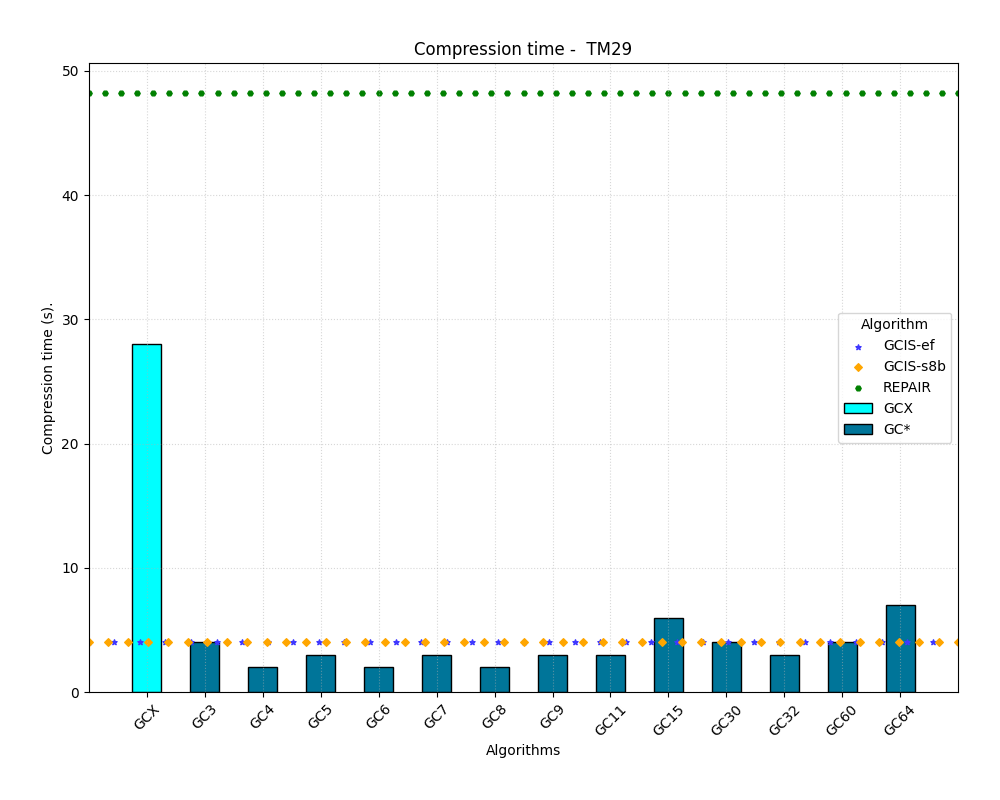 Compression time -  TM29
50
40
30
20
10
0
Compression time (s).
Algorithm
GCIS-ef
GCIS-s8b
REPAIR
GCX
GC*
GCX
GC3
GC4
GC5
GC6
GC7
GC8
GC9
GC11
GC15
GC30
GC32
GC60
GC64
Algorithms